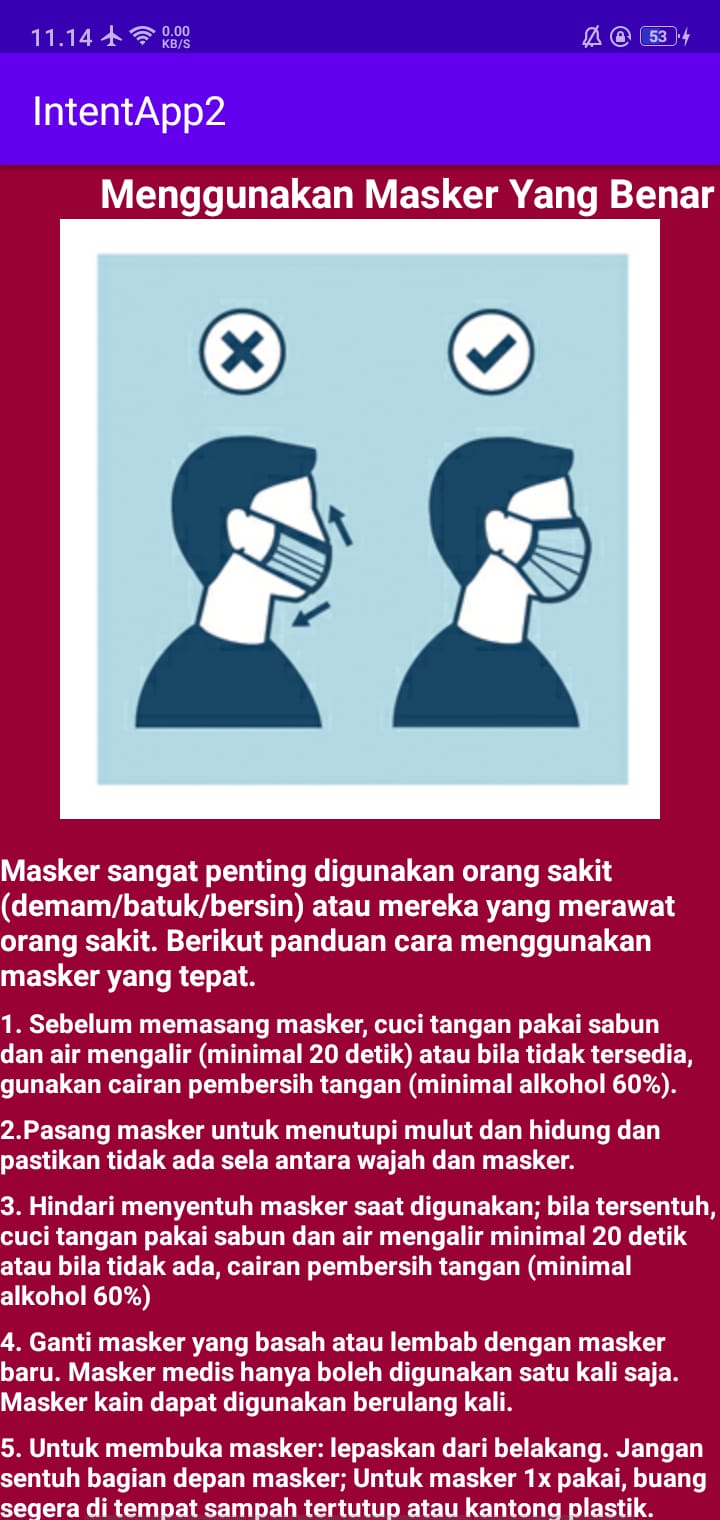 11.14 0.00 KB/S 53
IntentApp2
Menggunakan Masker Yang Benar
Masker sangat penting digunakan orang sakit
(demam/batuk/bersin) atau mereka yang merawat
orang sakit. Berikut panduan cara menggunakan
masker yang tepat.
1. Sebelum memasang masker, cuci tangan pakai sabun
dan air mengalir (minimal 20 detik) atau bila tidak tersedia,
gunakan cairan pembersih tangan (minimal alkohol 60%).
2.Pasang masker untuk menutupi mulut dan hidung dan
pastikan tidak ada sela antara wajah dan masker.
3. Hindari menyentuh masker saat digunakan; bila tersentuh,
cuci tangan pakai sabun dan air mengalir minimal 20 detik
atau bila tidak ada, cairan pembersih tangan (minimal
alkohol 60%)
4. Ganti masker yang basah atau lembab dengan masker
baru. Masker medis hanya boleh digunakan satu kali saja.
Masker kain dapat digunakan berulang kali.
5. Untuk membuka masker: lepaskan dari belakang. Jangan
sentuh bagian depan masker; Untuk masker 1x pakai, buang
segera di tempat sampah tertutup atau kantong plastik.